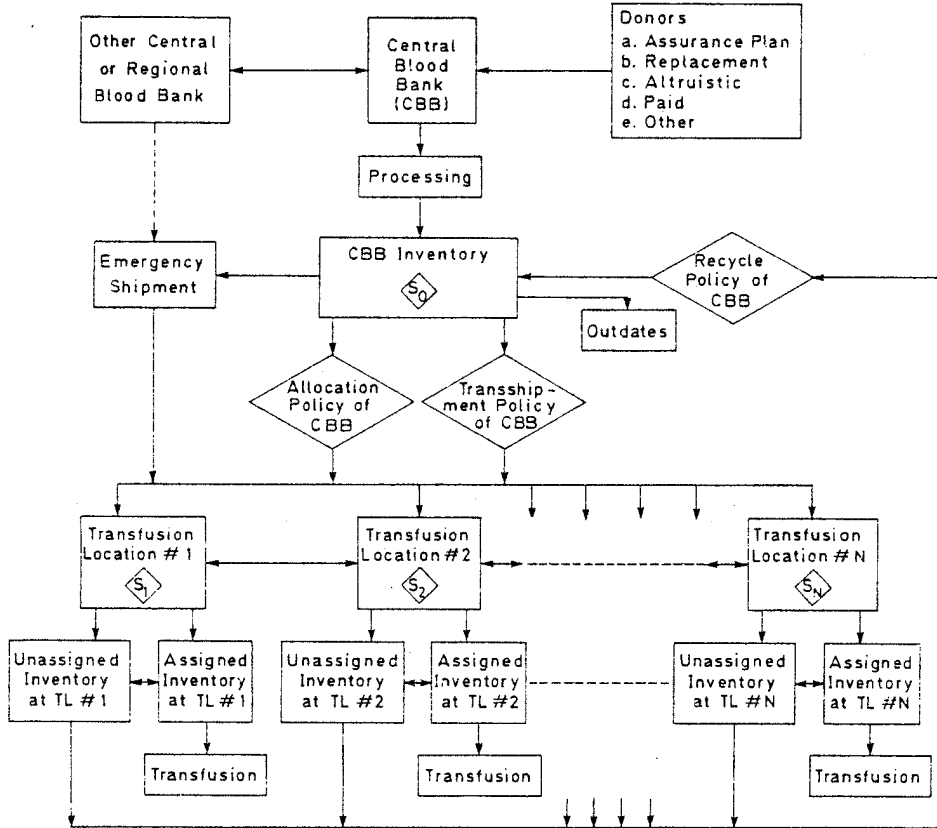 Other Central
or Regional
Blood Bank
Central
Blood
Bank
(CBB)
Donors
a. Assurance Plan
b. Replacement
c. Altruistic
d. Paid
e. Other
Processing
Emergency
Shipment
CBB Inventory
S0
Recycle
Policy of
CBB
Outdates
Allocation
Policy of
CBB
Transship-
ment Policy
of CBB
Transfusion
Location #1
S1
Transfusion
Location #2
S2
Transfusion
Location #N
SN
Unassigned
Inventory
at TL #1
Assigned
Inventory
at TL #1
Unassigned
Inventory
at TL #2
Assigned
Inventory
at TL #2
Unassigned
Inventory
at TL #N
Assigned
Inventory
at TL #N
Transfusion
Transfusion
Transfusion